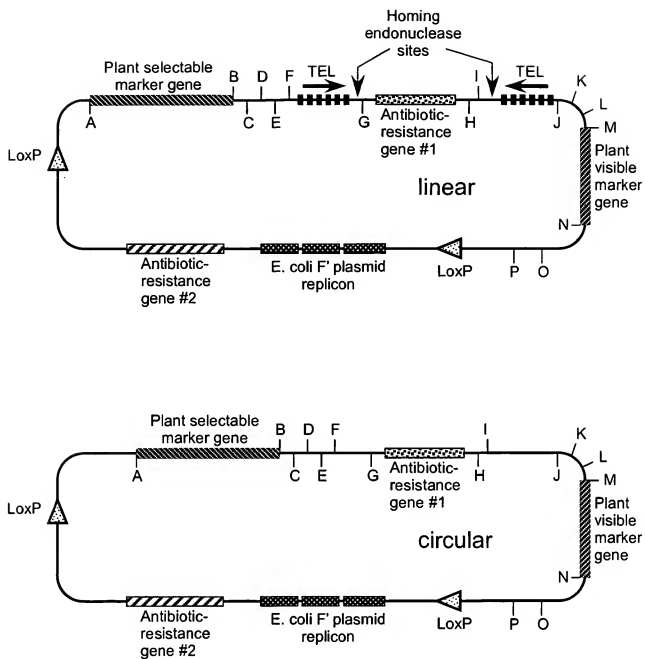 Homing
endonuclease
sites
Plant selectable
marker gene
B D F TEL I TEL K
L
M
A C E G H J
Antibiotic-
resistance
gene #1
Plant
visible
marker
gene
LoxP
linear
N
Antibiotic-
resistance
gene #2
E. coli F' plasmid
replicon
LoxP
P O
Plant selectable
marker gene
B D F I K
L
M
A C E G H J
Antibiotic-
resistance
gene #1
Plant
visible
marker
gene
LoxP
circular
N
Antibiotic-
resistance
gene #2
E. coli F' plasmid
replicon
LoxP
P O